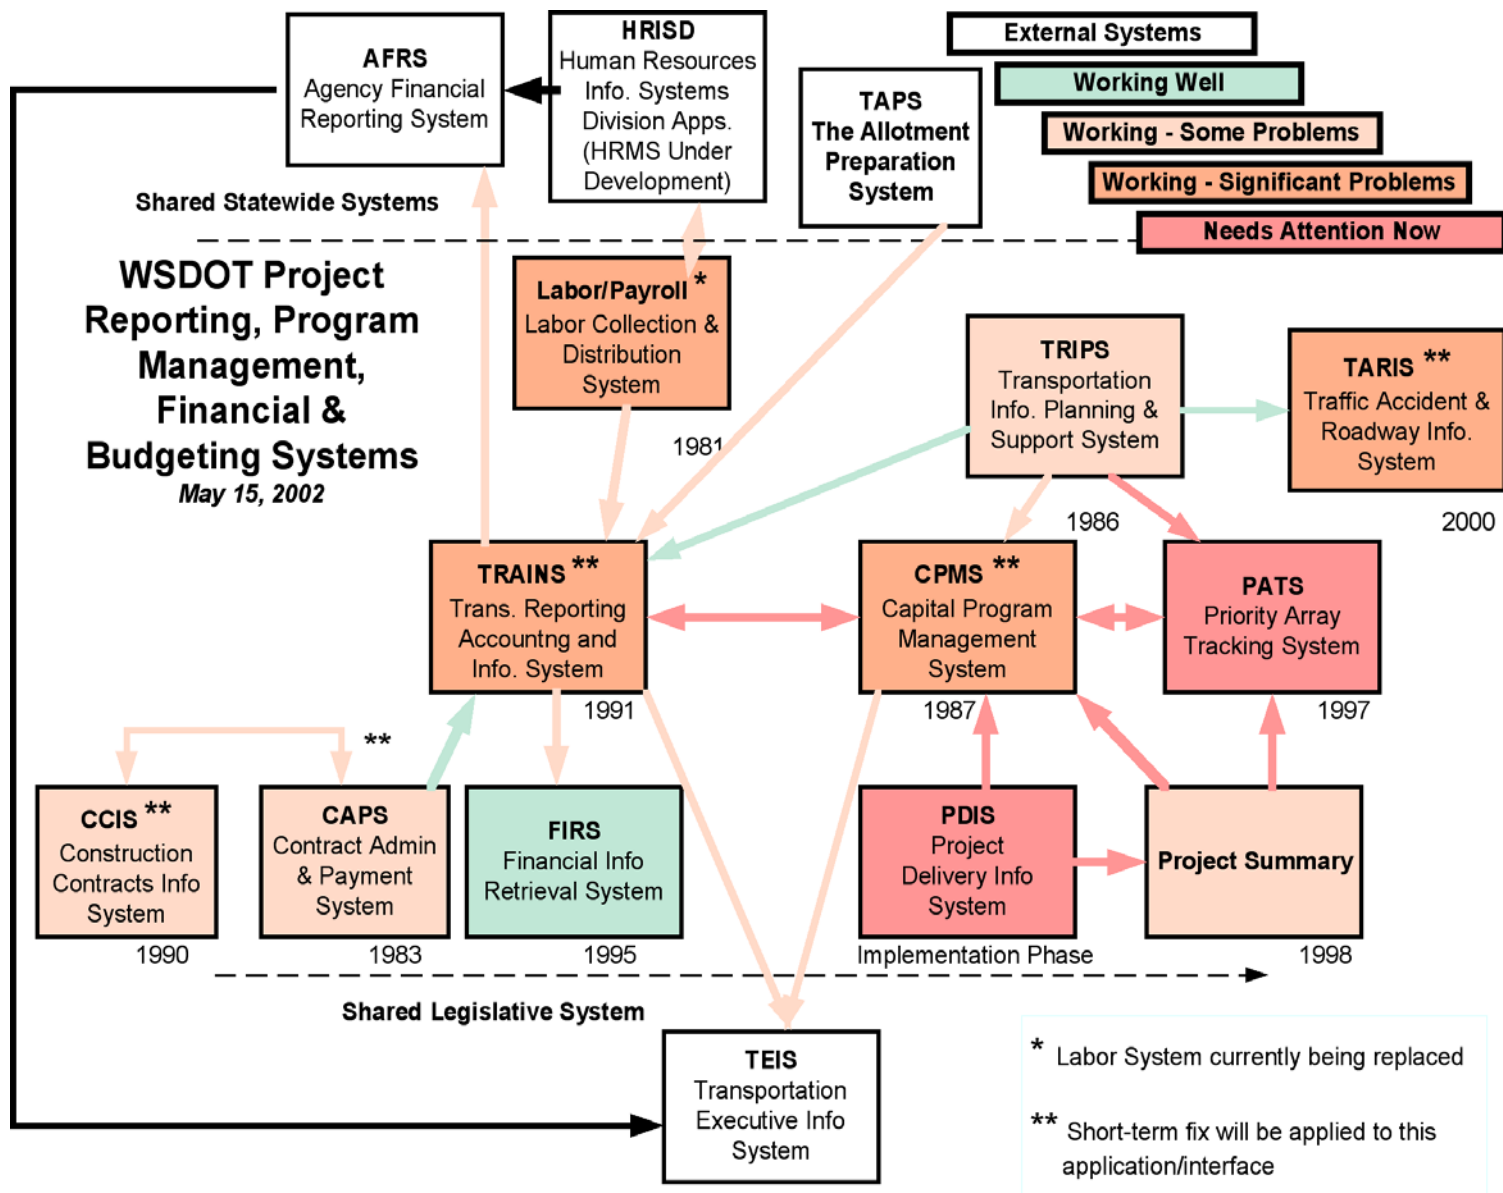 AFRS
Agency Financial
Reporting System
HRISD
Human Resources
Info. Systems
Division Apps.
(HRMS Under
Development)
TAPS
The Allotment
Preparation
System
External Systems
Working Well
Working - Some Problems
Working - Significant Problems
Needs Attention Now
Shared Statewide Systems
WSDOT Project
Reporting, Program
Management,
Financial &
Budgeting Systems
May 15, 2002
Labor/Payroll *
Labor Collection &
Distribution
System
1981
TRIPS
Transportation
Info. Planning &
Support System
1986
TARIS **
Traffic Accident &
Roadway Info.
System
2000
TRAINS **
Trans. Reporting
Accountng and
Info. System
1991
CPMS **
Capital Program
Management
System
1987
PATS
Priority Array
Tracking System
1997
**
CCIS **
Construction
Contracts Info
System
1990
CAPS
Contract Admin
& Payment
System
1983
FIRS
Financial Info
Retrieval System
1995
PDIS
Project
Delivery Info
System
Implementation Phase
Project Summary
1998
Shared Legislative System
TEIS
Transportation
Executive Info
System
* Labor System currently being replaced
** Short-term fix will be applied to this
application/interface